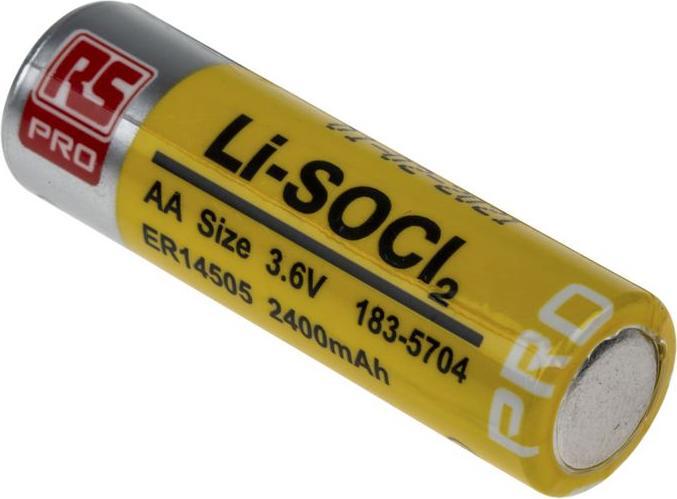 RS
PRO
Li-SOCl₂
AA Size 3.6V 183-5704
ER14505 2400mAh
PRO